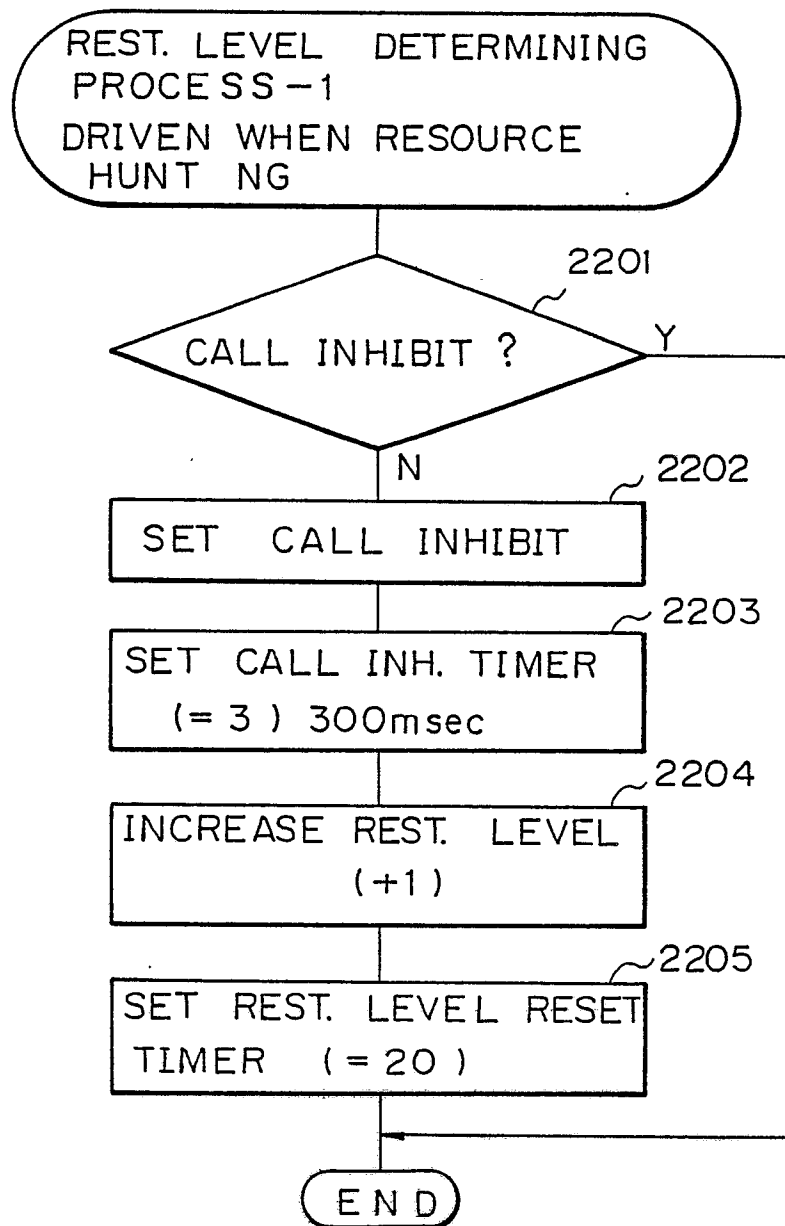 REST. LEVEL DETERMINING
PROCESS-1
DRIVEN WHEN RESOURCE
HUNT NG
2201
CALL INHIBIT ?
Y
N
2202
SET CALL INHIBIT
2203
SET CALL INH. TIMER
(=3) 300msec
2204
INCREASE REST. LEVEL
(+1)
2205
SET REST. LEVEL RESET
TIMER (=20)
END